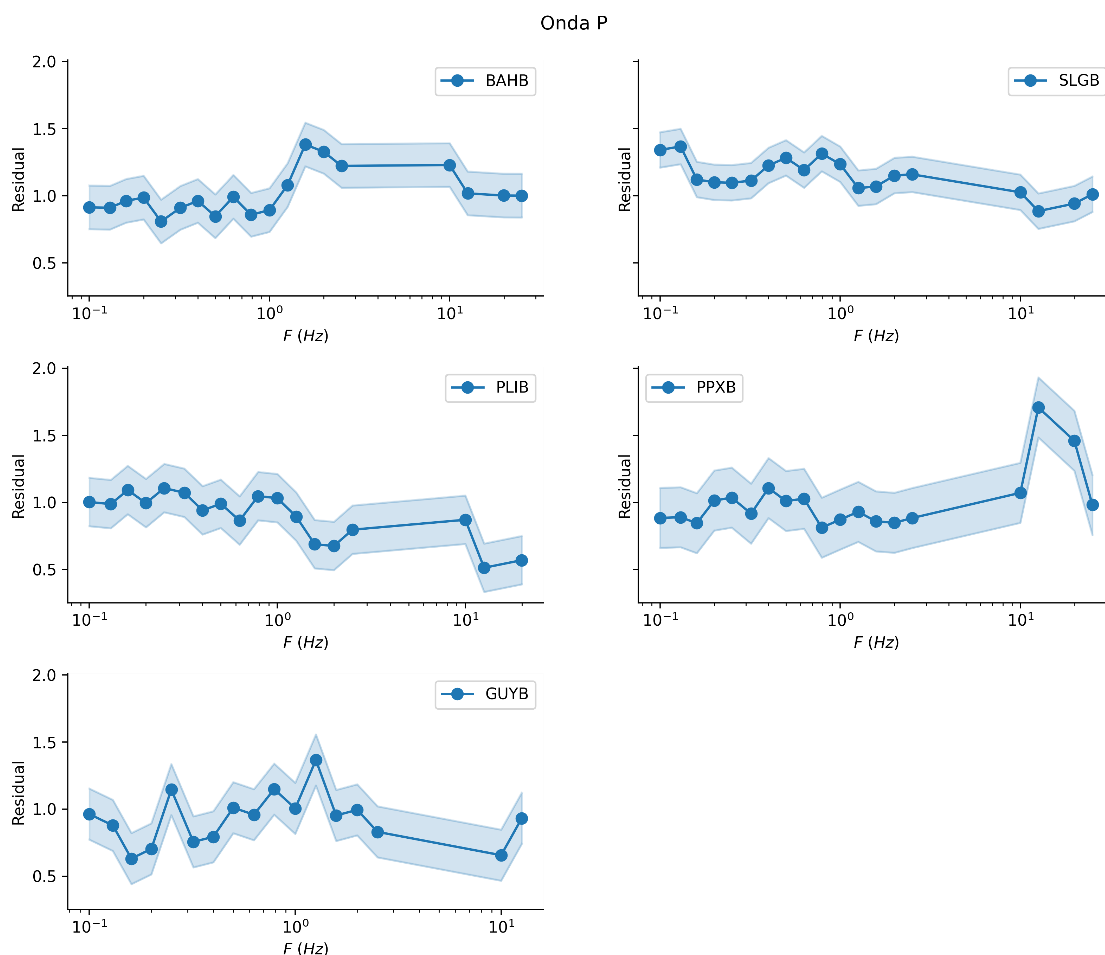 Onda P
2.0
1.5
1.0
0.5
Residual
BAHB
10⁻¹
10⁰
10¹
F (Hz)
Residual
SLGB
10⁻¹
10⁰
10¹
F (Hz)
2.0
1.5
1.0
0.5
Residual
PLIB
10⁻¹
10⁰
10¹
F (Hz)
Residual
PPXB
10⁻¹
10⁰
10¹
F (Hz)
2.0
1.5
1.0
0.5
Residual
GUYB
10⁻¹
10⁰
10¹
F (Hz)